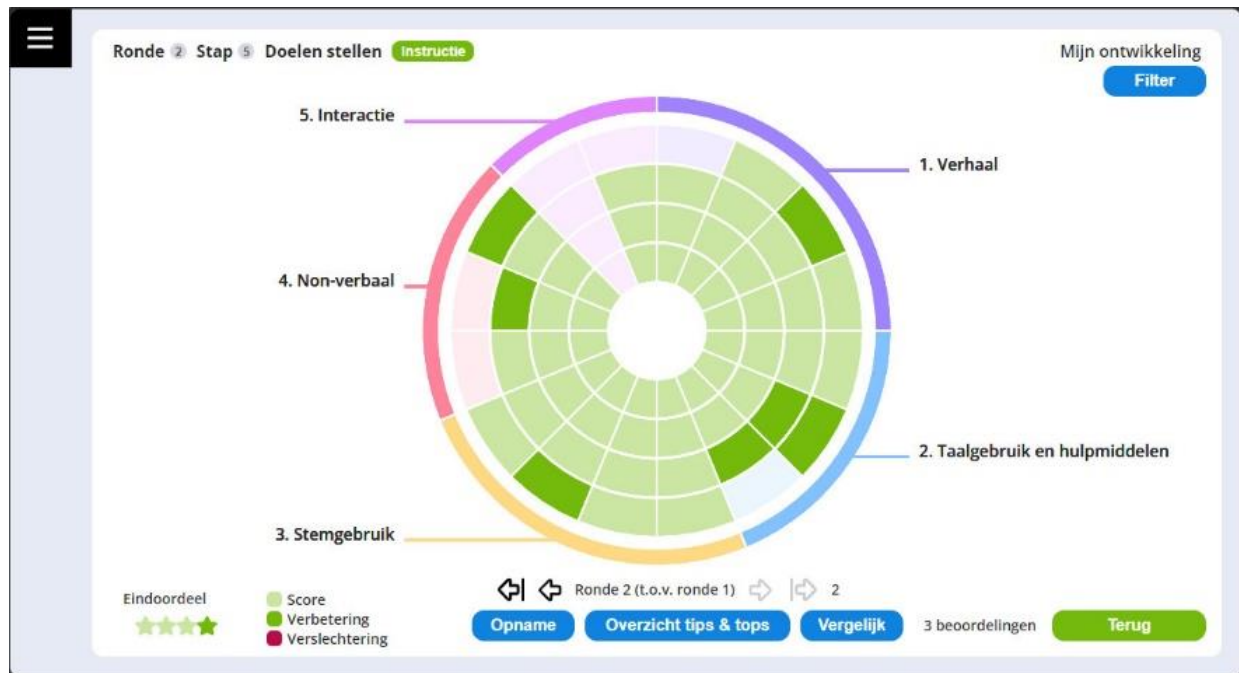 Ronde 2 Stap 5 Doelen stellen Instructie
Mijn ontwikkeling
Filter
5. Interactie
1. Verhaal
4. Non-verbaal
2. Taalgebruik en hulpmiddelen
3. Stemgebruik
Eindoordeel
Score
Verbetering
Verslechtering
Ronde 2 (t.o.v. ronde 1) 2
Opname Overzicht tips & tops Vergelijk 3 beoordelingen Terug